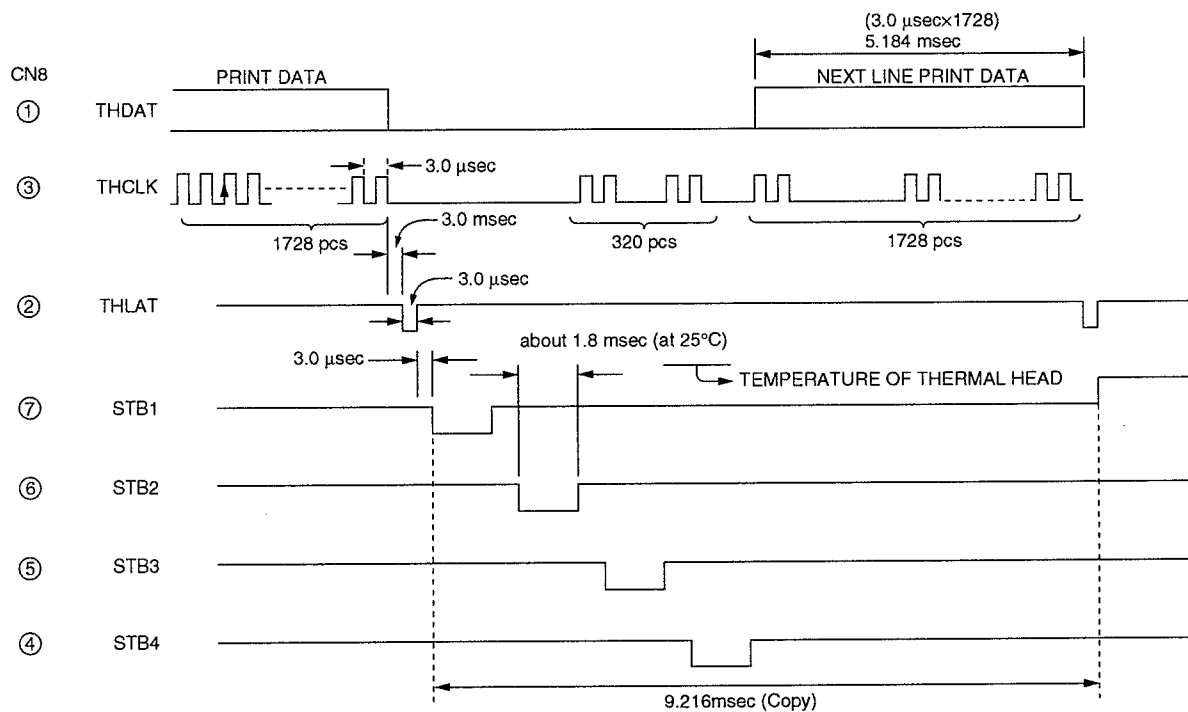 (3.0 μsec×1728)
5.184 msec
CN8
PRINT DATA
NEXT LINE PRINT DATA
① THDAT
③ THCLK
3.0 μsec
1728 pcs
3.0 msec
320 pcs
1728 pcs
3.0 μsec
② THLAT
3.0 μsec
about 1.8 msec (at 25°C)
TEMPERATURE OF THERMAL HEAD
⑦ STB1
⑥ STB2
⑤ STB3
④ STB4
9.216msec (Copy)